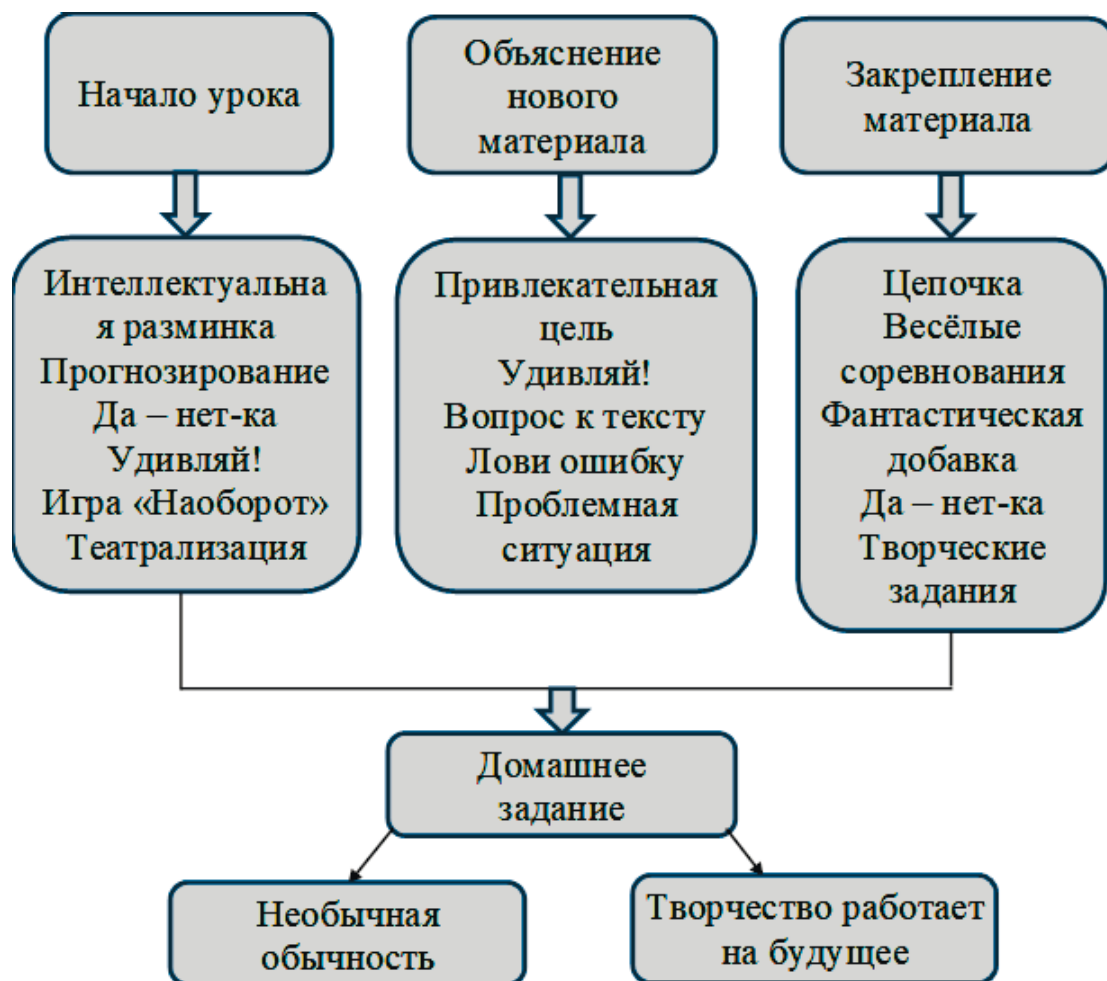 Начало урока
Объяснение
нового
материала
Закрепление
материала
Интеллектуальна
я разминка
Прогнозирование
Да – нет-ка
Удивляй!
Игра «Наоборот»
Театрализация
Привлекательная
цель
Удивляй!
Вопрос к тексту
Лови ошибку
Проблемная
ситуация
Цепочка
Весёлые
соревнования
Фантастическая
добавка
Да – нет-ка
Творческие
задания
Домашнее
задание
Необычная
обычность
Творчество работает
на будущее